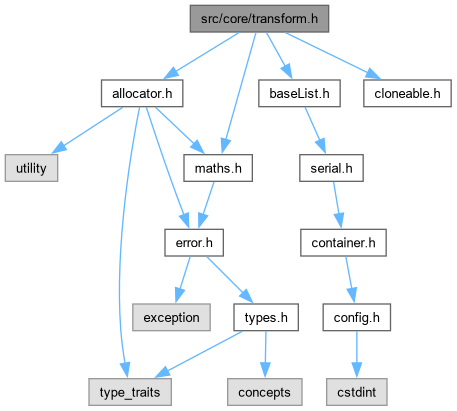 src/core/transform.h
allocator.h
baseList.h
cloneable.h
utility
maths.h
serial.h
error.h
container.h
exception
types.h
config.h
type_traits
concepts
cstdint